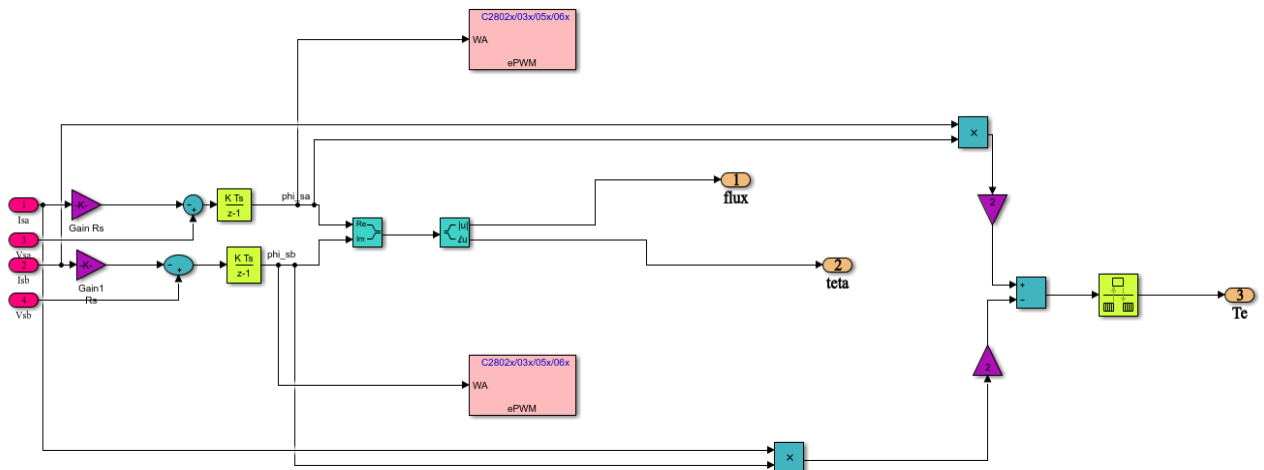 C2802x/03x/05x/06x
WA
ePWM
×
2
1
Isa
-K-
Gain Rs
-
+
K Ts
z-1
phi_sa
Re
Im
|u|
∠u
1
flux
3
Vsa
2
Isb
-K-
Gain1
Rs
-
+
K Ts
z-1
phi_sb
2
teta
4
Vsb
+
-
3
Te
C2802x/03x/05x/06x
WA
ePWM
2
×